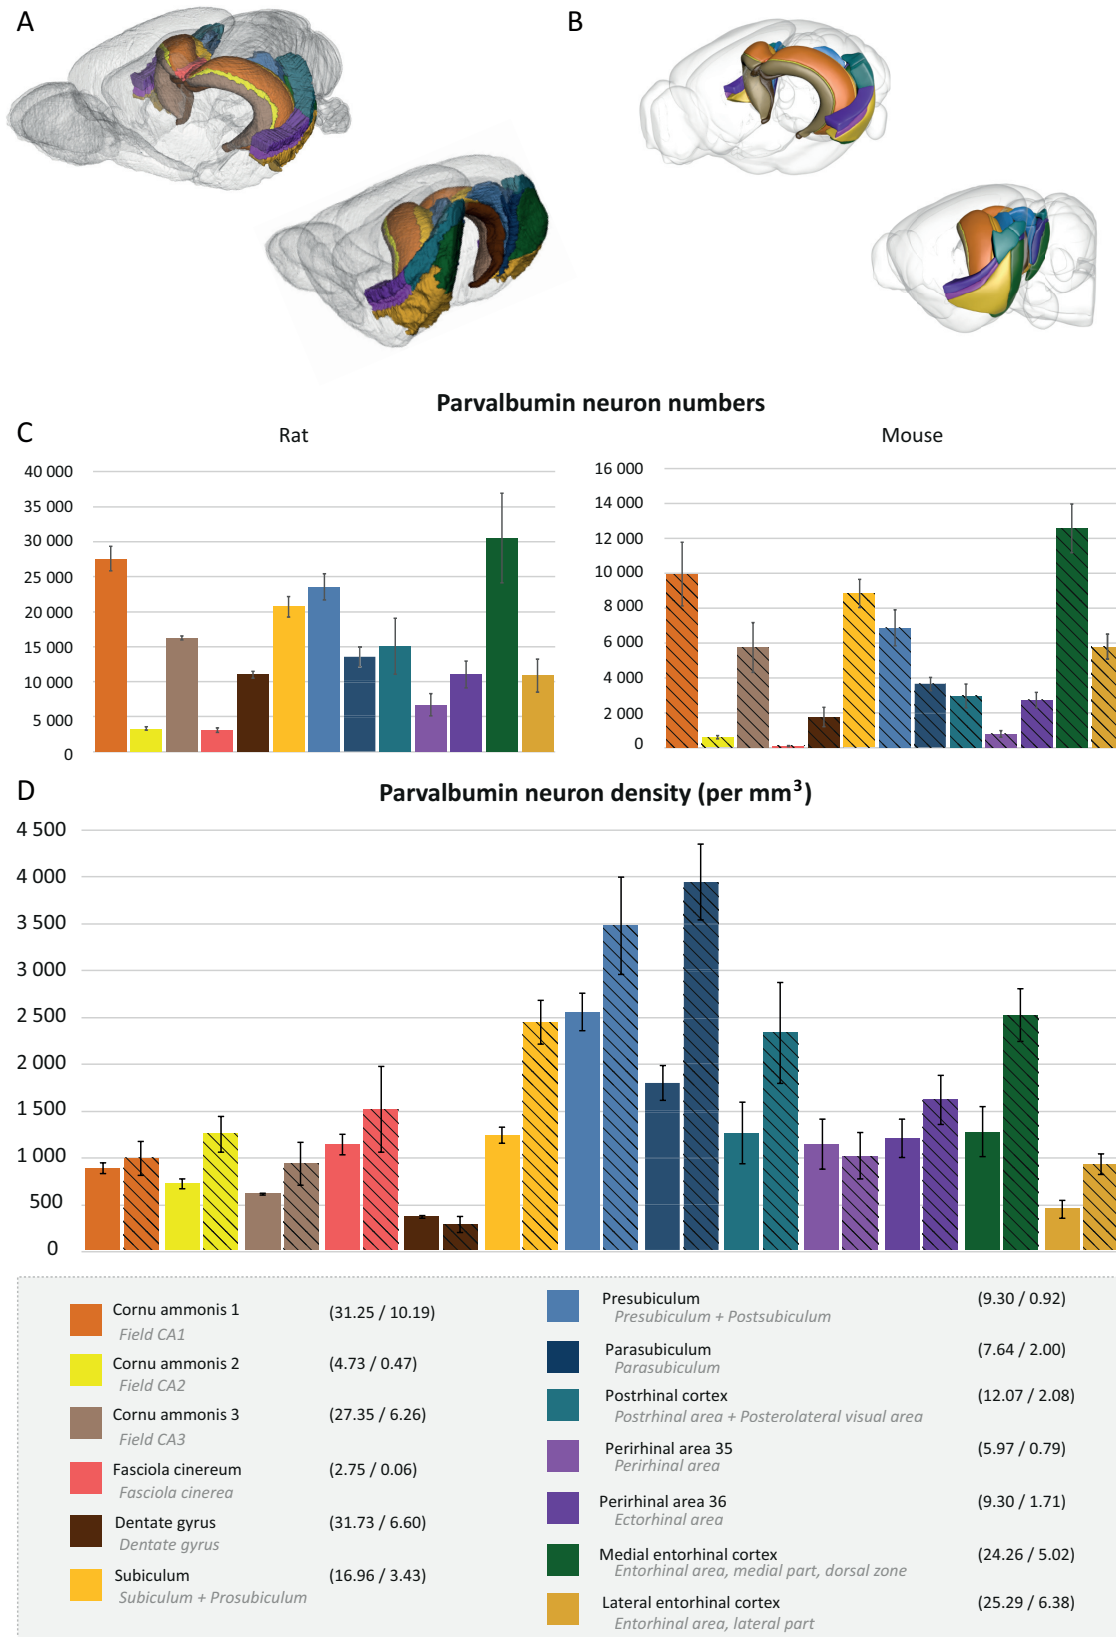 A
B
Parvalbumin neuron numbers
C
Rat
Mouse
40 000
35 000
30 000
25 000
20 000
15 000
10 000
5 000
0
16 000
14 000
12 000
10 000
8 000
6 000
4 000
2 000
0
D
Parvalbumin neuron density (per mm³)
4 500
4 000
3 500
3 000
2 500
2 000
1 500
1 000
500
0
Cornu ammonis 1 (31.25 / 10.19)
Field CA1
Cornu ammonis 2 (4.73 / 0.47)
Field CA2
Cornu ammonis 3 (27.35 / 6.26)
Field CA3
Fasciola cinereum (2.75 / 0.06)
Fasciola cinerea
Dentate gyrus (31.73 / 6.60)
Dentate gyrus
Subiculum (16.96 / 3.43)
Subiculum + Prosubiculum
Presubiculum (9.30 / 0.92)
Presubiculum + Postsubiculum
Parasubiculum (7.64 / 2.00)
Parasubiculum
Postrhinal cortex (12.07 / 2.08)
Postrhinal area + Posterolateral visual area
Perirhinal area 35 (5.97 / 0.79)
Perirhinal area
Perirhinal area 36 (9.30 / 1.71)
Ectorhinal area
Medial entorhinal cortex (24.26 / 5.02)
Entorhinal area, medial part, dorsal zone
Lateral entorhinal cortex (25.29 / 6.38)
Entorhinal area, lateral part